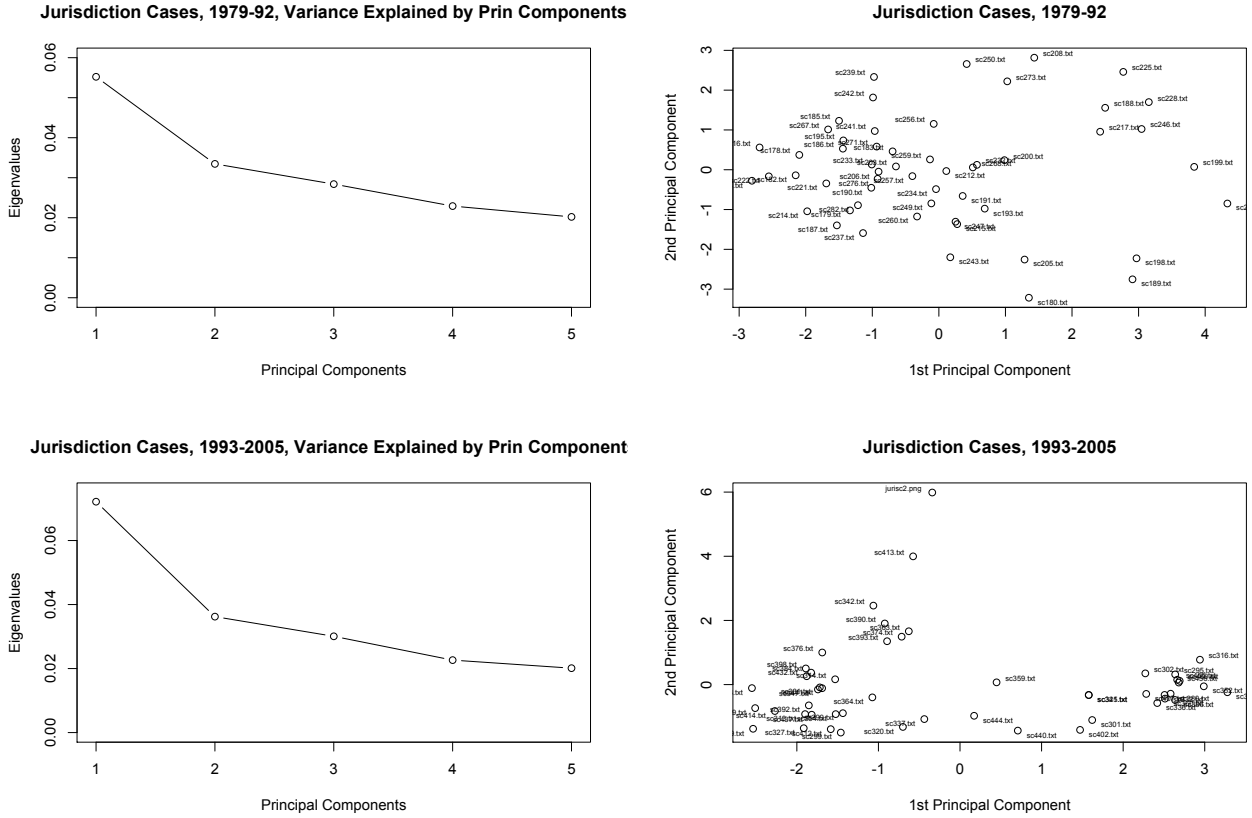 Jurisdiction Cases, 1979-92, Variance Explained by Prin Components
Eigenvalues
0.06
0.04
0.02
0.00
1 2 3 4 5
Principal Components
Jurisdiction Cases, 1979-92
2nd Principal Component
3
2
1
0
-1
-2
-3
sc208.txt
sc250.txt
sc225.txt
sc239.txt
sc273.txt
sc242.txt
sc228.txt
sc188.txt
sc185.txt
sc256.txt
sc267.txt
sc241.txt
sc217.txt
sc246.txt
sc195.txt
sc271.txt
sc186.txt
sc183.txt
16.txt
sc178.txt
sc259.txt
sc233.txt
sc200.txt
sc199.txt
sc206.txt
sc257.txt
sc212.txt
sc276.txt
sc221.txt
sc190.txt
sc234.txt
sc191.txt
sc282.txt
sc249.txt
sc193.txt
sc214.txt
sc179.txt
sc260.txt
sc187.txt
sc247.txt
sc237.txt
sc243.txt
sc205.txt
sc198.txt
sc189.txt
sc180.txt
-3 -2 -1 0 1 2 3 4
1st Principal Component
Jurisdiction Cases, 1993-2005, Variance Explained by Prin Component
Eigenvalues
0.06
0.04
0.02
0.00
1 2 3 4 5
Principal Components
Jurisdiction Cases, 1993-2005
2nd Principal Component
6
4
2
0
jurisc2.png
sc413.txt
sc342.txt
sc390.txt
sc383.txt
sc374.txt
sc393.txt
sc376.txt
sc316.txt
sc398.txt
sc302.txt
sc295.txt
sc432.txt
sc359.txt
sc364.txt
sc392.txt
sc414.txt
sc337.txt
sc444.txt
sc301.txt
sc327.txt
sc320.txt
sc299.txt
sc440.txt
sc402.txt
-2 -1 0 1 2 3
1st Principal Component